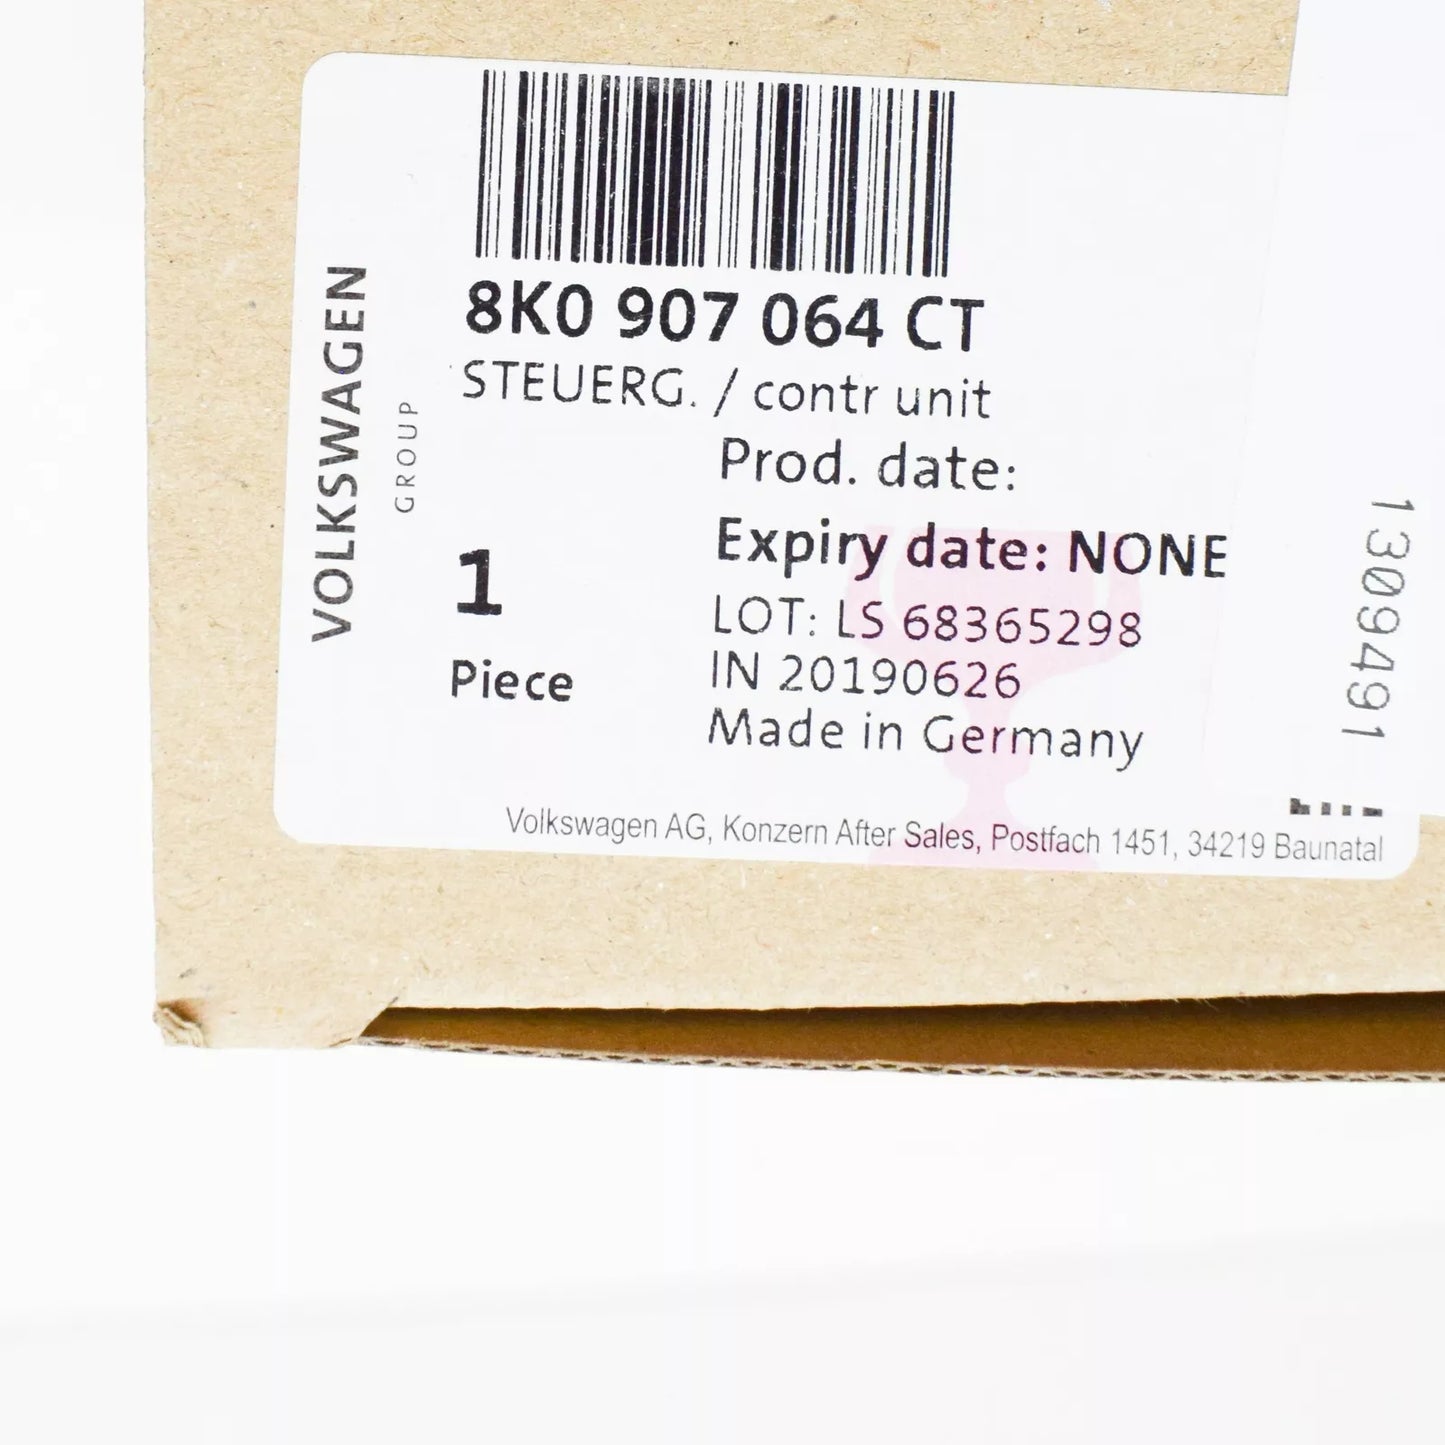 VOLKSWAGEN
GROUP
8K0 907 064 CT
STEUERG. / contr unit
Prod. date:
Expiry date: NONE
1
Piece
LOT: LS 68365298
IN 20190626
Made in Germany
Volkswagen AG, Konzern After Sales, Postfach 1451, 34219 Baunatal
1309491